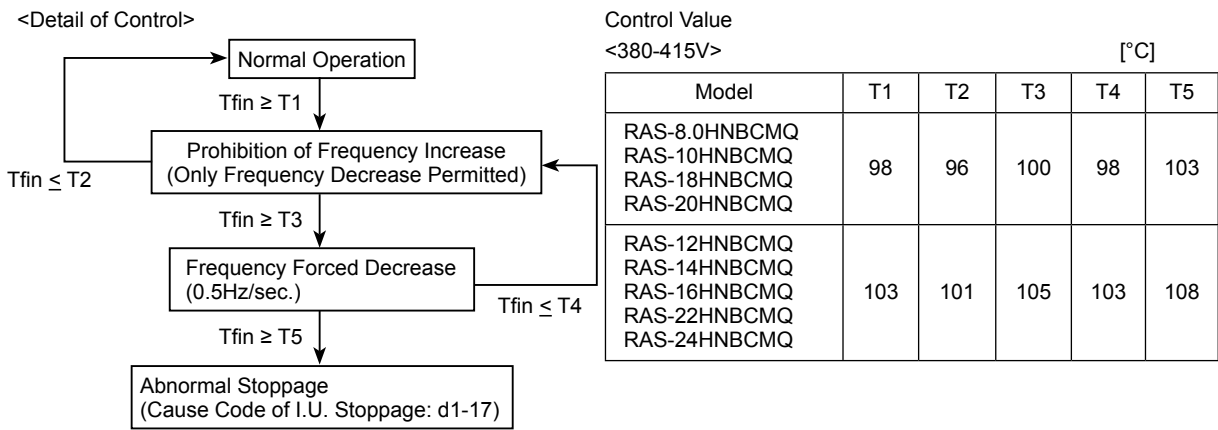 <Detail of Control>
Normal Operation
Tfin ≥ T1
Prohibition of Frequency Increase
(Only Frequency Decrease Permitted)
Tfin ≤ T2
Tfin ≥ T3
Frequency Forced Decrease
(0.5Hz/sec.)
Tfin ≤ T4
Tfin ≥ T5
Abnormal Stoppage
(Cause Code of I.U. Stoppage: d1-17)
Control Value
<380-415V> [°C]
Model T1 T2 T3 T4 T5
RAS-8.0HNBCMQ
RAS-10HNBCMQ
RAS-18HNBCMQ
RAS-20HNBCMQ
98 96 100 98 103
RAS-12HNBCMQ
RAS-14HNBCMQ
RAS-16HNBCMQ
RAS-22HNBCMQ
RAS-24HNBCMQ
103 101 105 103 108